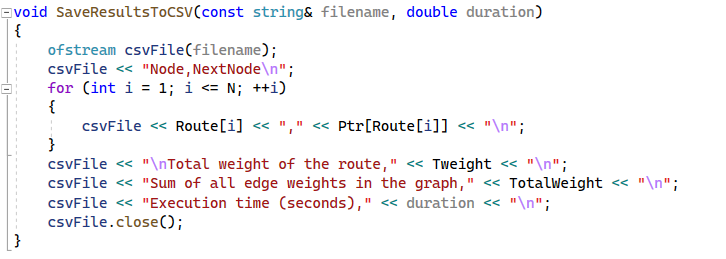 void SaveResultsToCSV(const string& filename, double duration)
{
    ofstream csvFile(filename);
    csvFile << "Node,NextNode\n";
    for (int i = 1; i <= N; ++i)
    {
        csvFile << Route[i] << "," << Ptr[Route[i]] << "\n";
    }
    csvFile << "\nTotal weight of the route," << Tweight << "\n";
    csvFile << "Sum of all edge weights in the graph," << TotalWeight << "\n";
    csvFile << "Execution time (seconds)," << duration << "\n";
    csvFile.close();
}